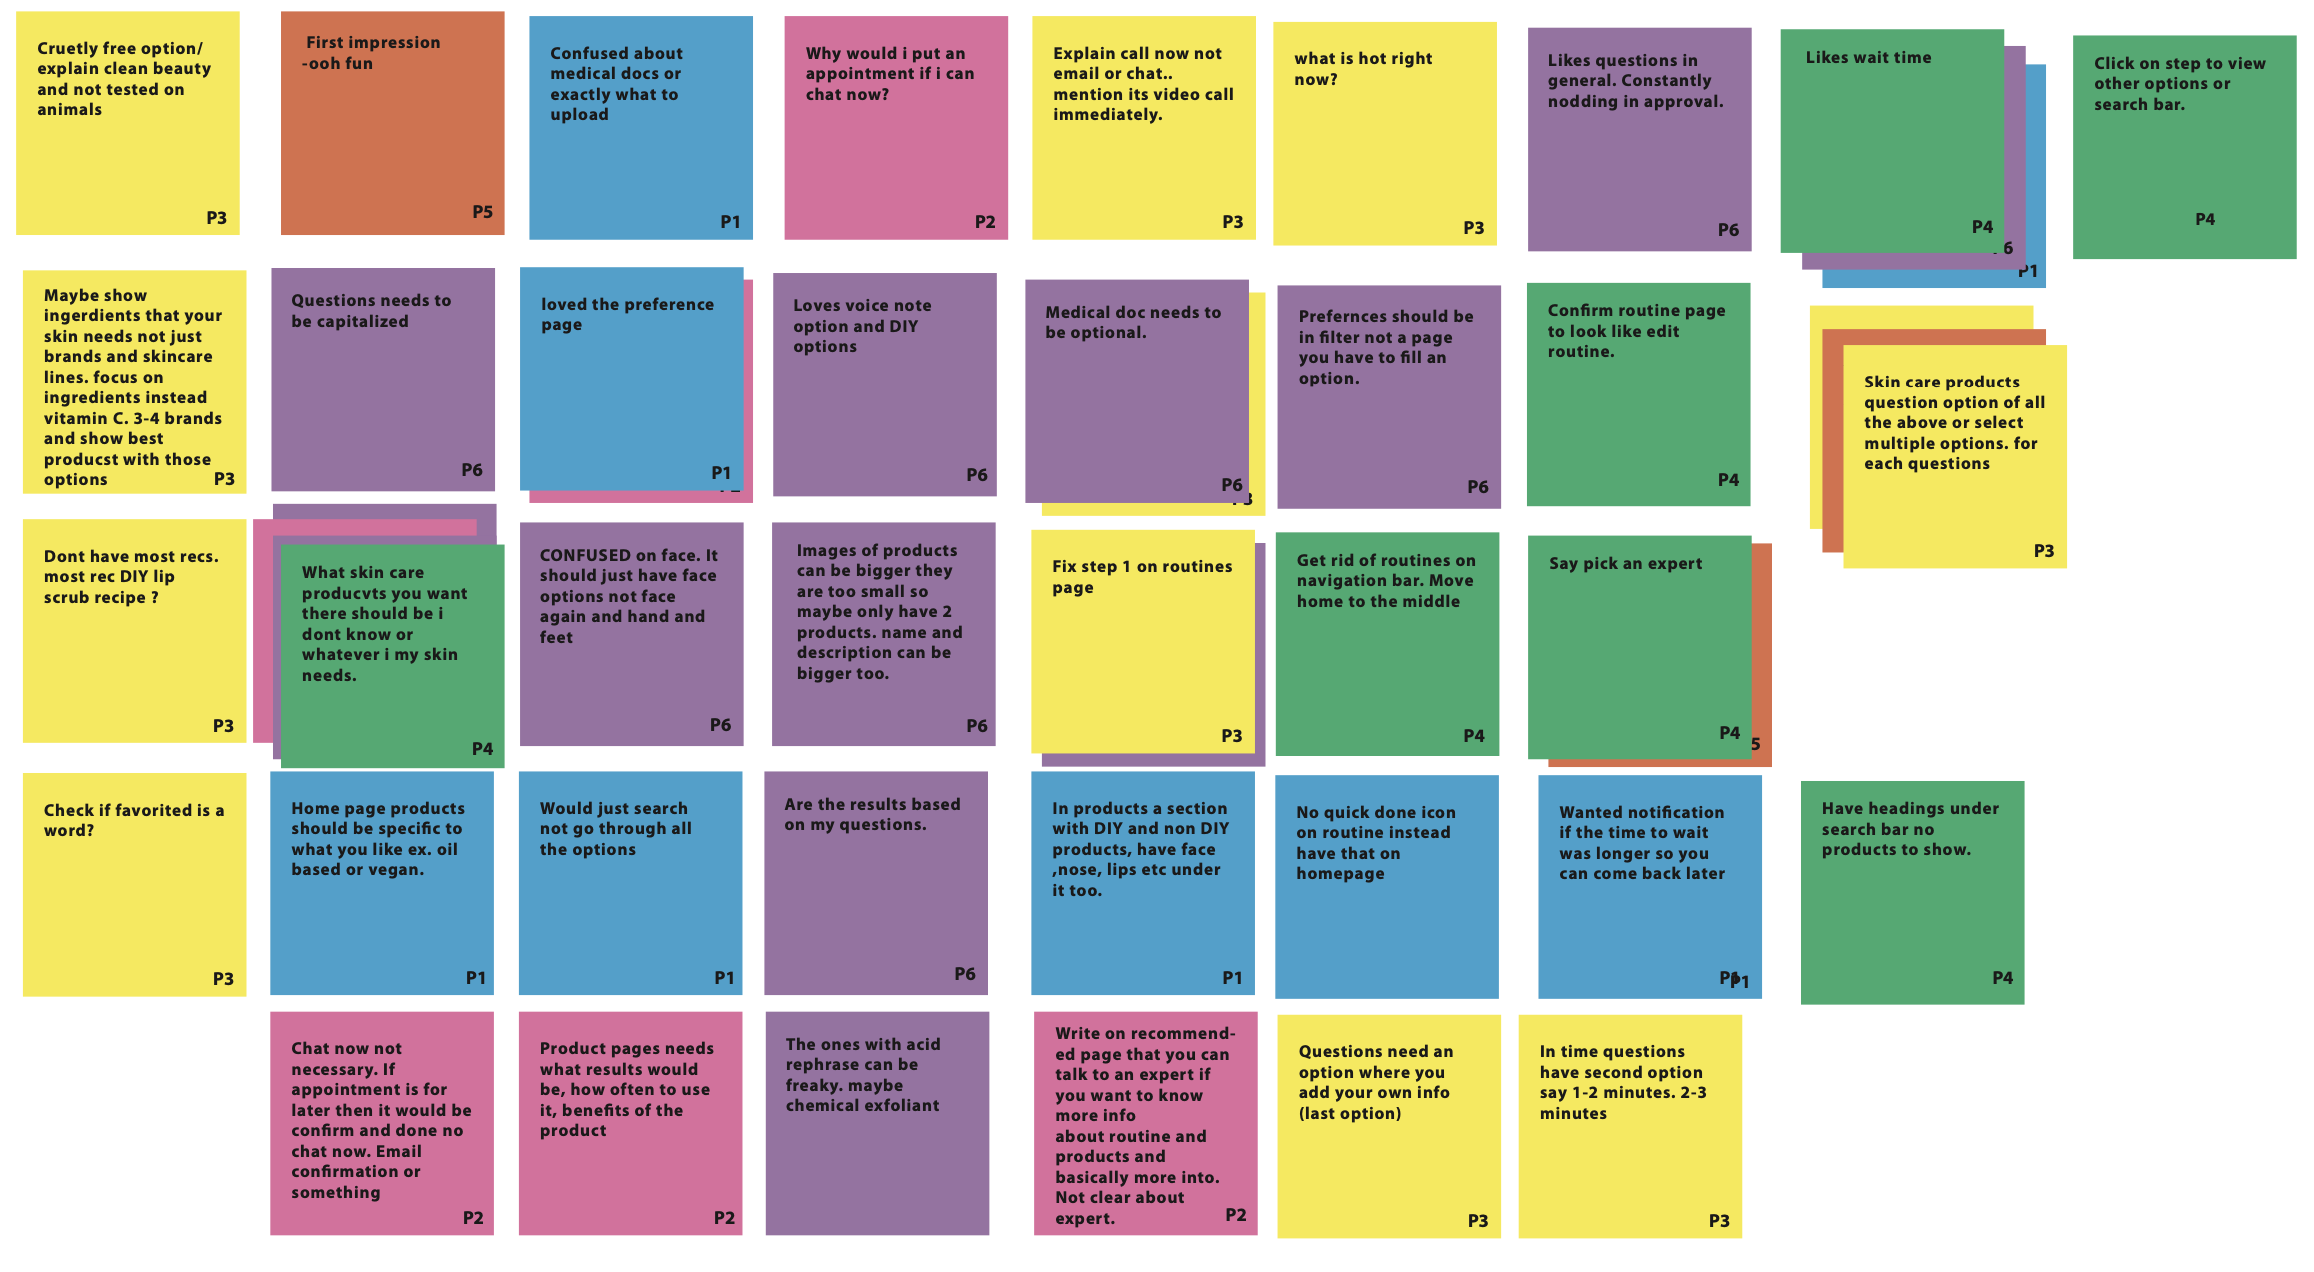 Cruetly free option/
explain clean beauty
and not tested on
animals
P3
First impression
-ooh fun
P5
Confused about
medical docs or
exactly what to
upload
P1
Why would i put an
appointment if i can
chat now?
P2
Explain call now not
email or chat..
mention its video call
immediately.
P3
what is hot right
now?
P3
Likes questions in
general. Constantly
nodding in approval.
P6
Likes wait time
P4
6
P1
Click on step to view
other options or
search bar.
P4
Maybe show
ingerdients that your
skin needs not just
brands and skincare
lines. focus on
ingredients instead
vitamin C. 3-4 brands
and show best
producst with those
options
P3
Questions needs to
be capitalized
P6
loved the preference
page
P1
Loves voice note
option and DIY
options
P6
Medical doc needs to
be optional.
P6
Prefernces should be
in filter not a page
you have to fill an
option.
P6
Confirm routine page
to look like edit
routine.
P4
Skin care products
question option of all
the above or select
multiple options. for
each questions
P3
Dont have most recs.
most rec DIY lip
scrub recipe ?
P3
What skin care
producvts you want
there should be i
dont know or
whatever i my skin
needs.
P4
CONFUSED on face. It
should just have face
options not face
again and hand and
feet
P6
Images of products
can be bigger they
are too small so
maybe only have 2
products. name and
description can be
bigger too.
P6
Fix step 1 on routines
page
P3
Get rid of routines on
navigation bar. Move
home to the middle
P4
Say pick an expert
P4
5
Check if favorited is a
word?
P3
Home page products
should be specific to
what you like ex. oil
based or vegan.
P1
Would just search
not go through all
the options
P1
Are the results based
on my questions.
P6
In products a section
with DIY and non DIY
products, have face
,nose, lips etc under
it too.
P1
No quick done icon
on routine instead
have that on
homepage
Wanted notification
if the time to wait
was longer so you
can come back later
P1
Have headings under
search bar no
products to show.
P4
Chat now not
necessary. If
appointment is for
later then it would be
confirm and done no
chat now. Email
confirmation or
something
P2
Product pages needs
what results would
be, how often to use
it, benefits of the
product
P2
The ones with acid
rephrase can be
freaky. maybe
chemical exfoliant
Write on recommend-
ed page that you can
talk to an expert if
you want to know
more info
about routine and
products and
basically more into.
Not clear about
expert.
P2
Questions need an
option where you
add your own info
(last option)
P3
In time questions
have second option
say 1-2 minutes. 2-3
minutes
P3